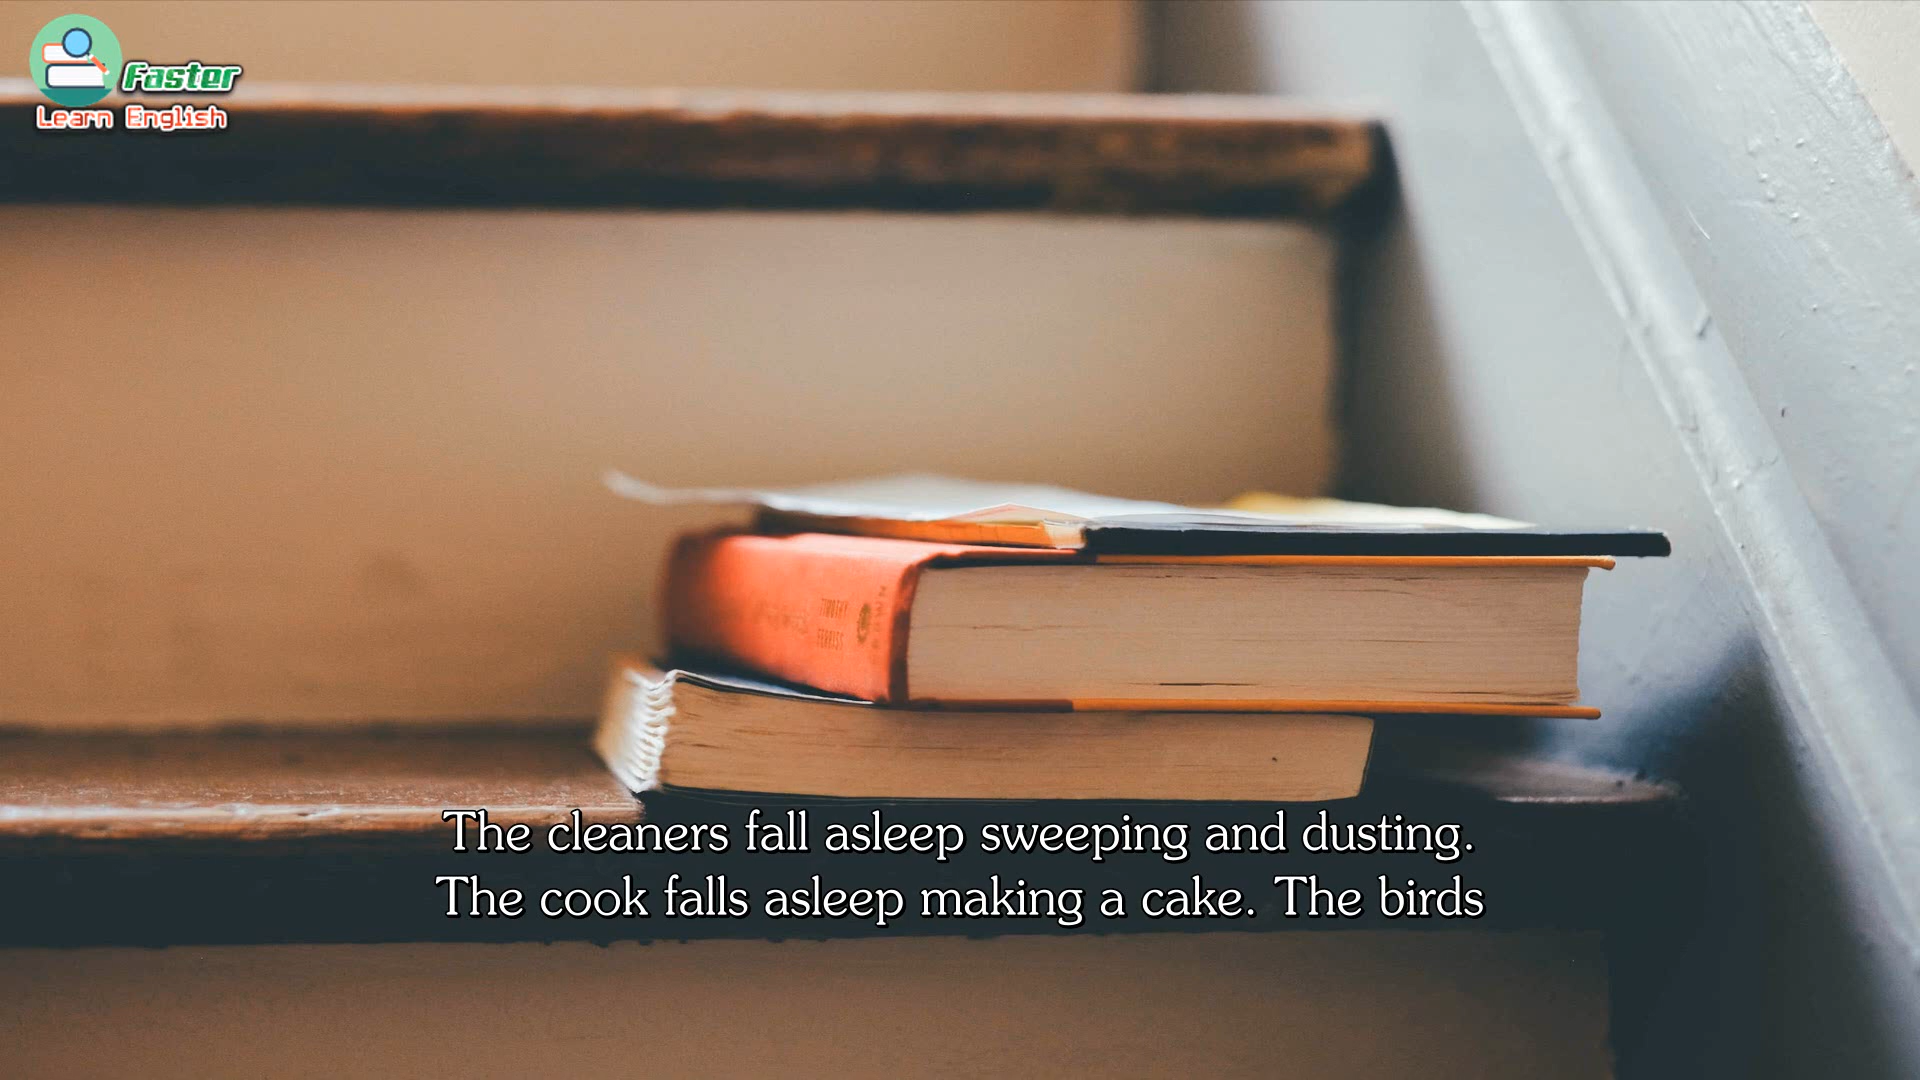 Faster
Learn English
The cleaners fall asleep sweeping and dusting.
The cook falls asleep making a cake. The birds